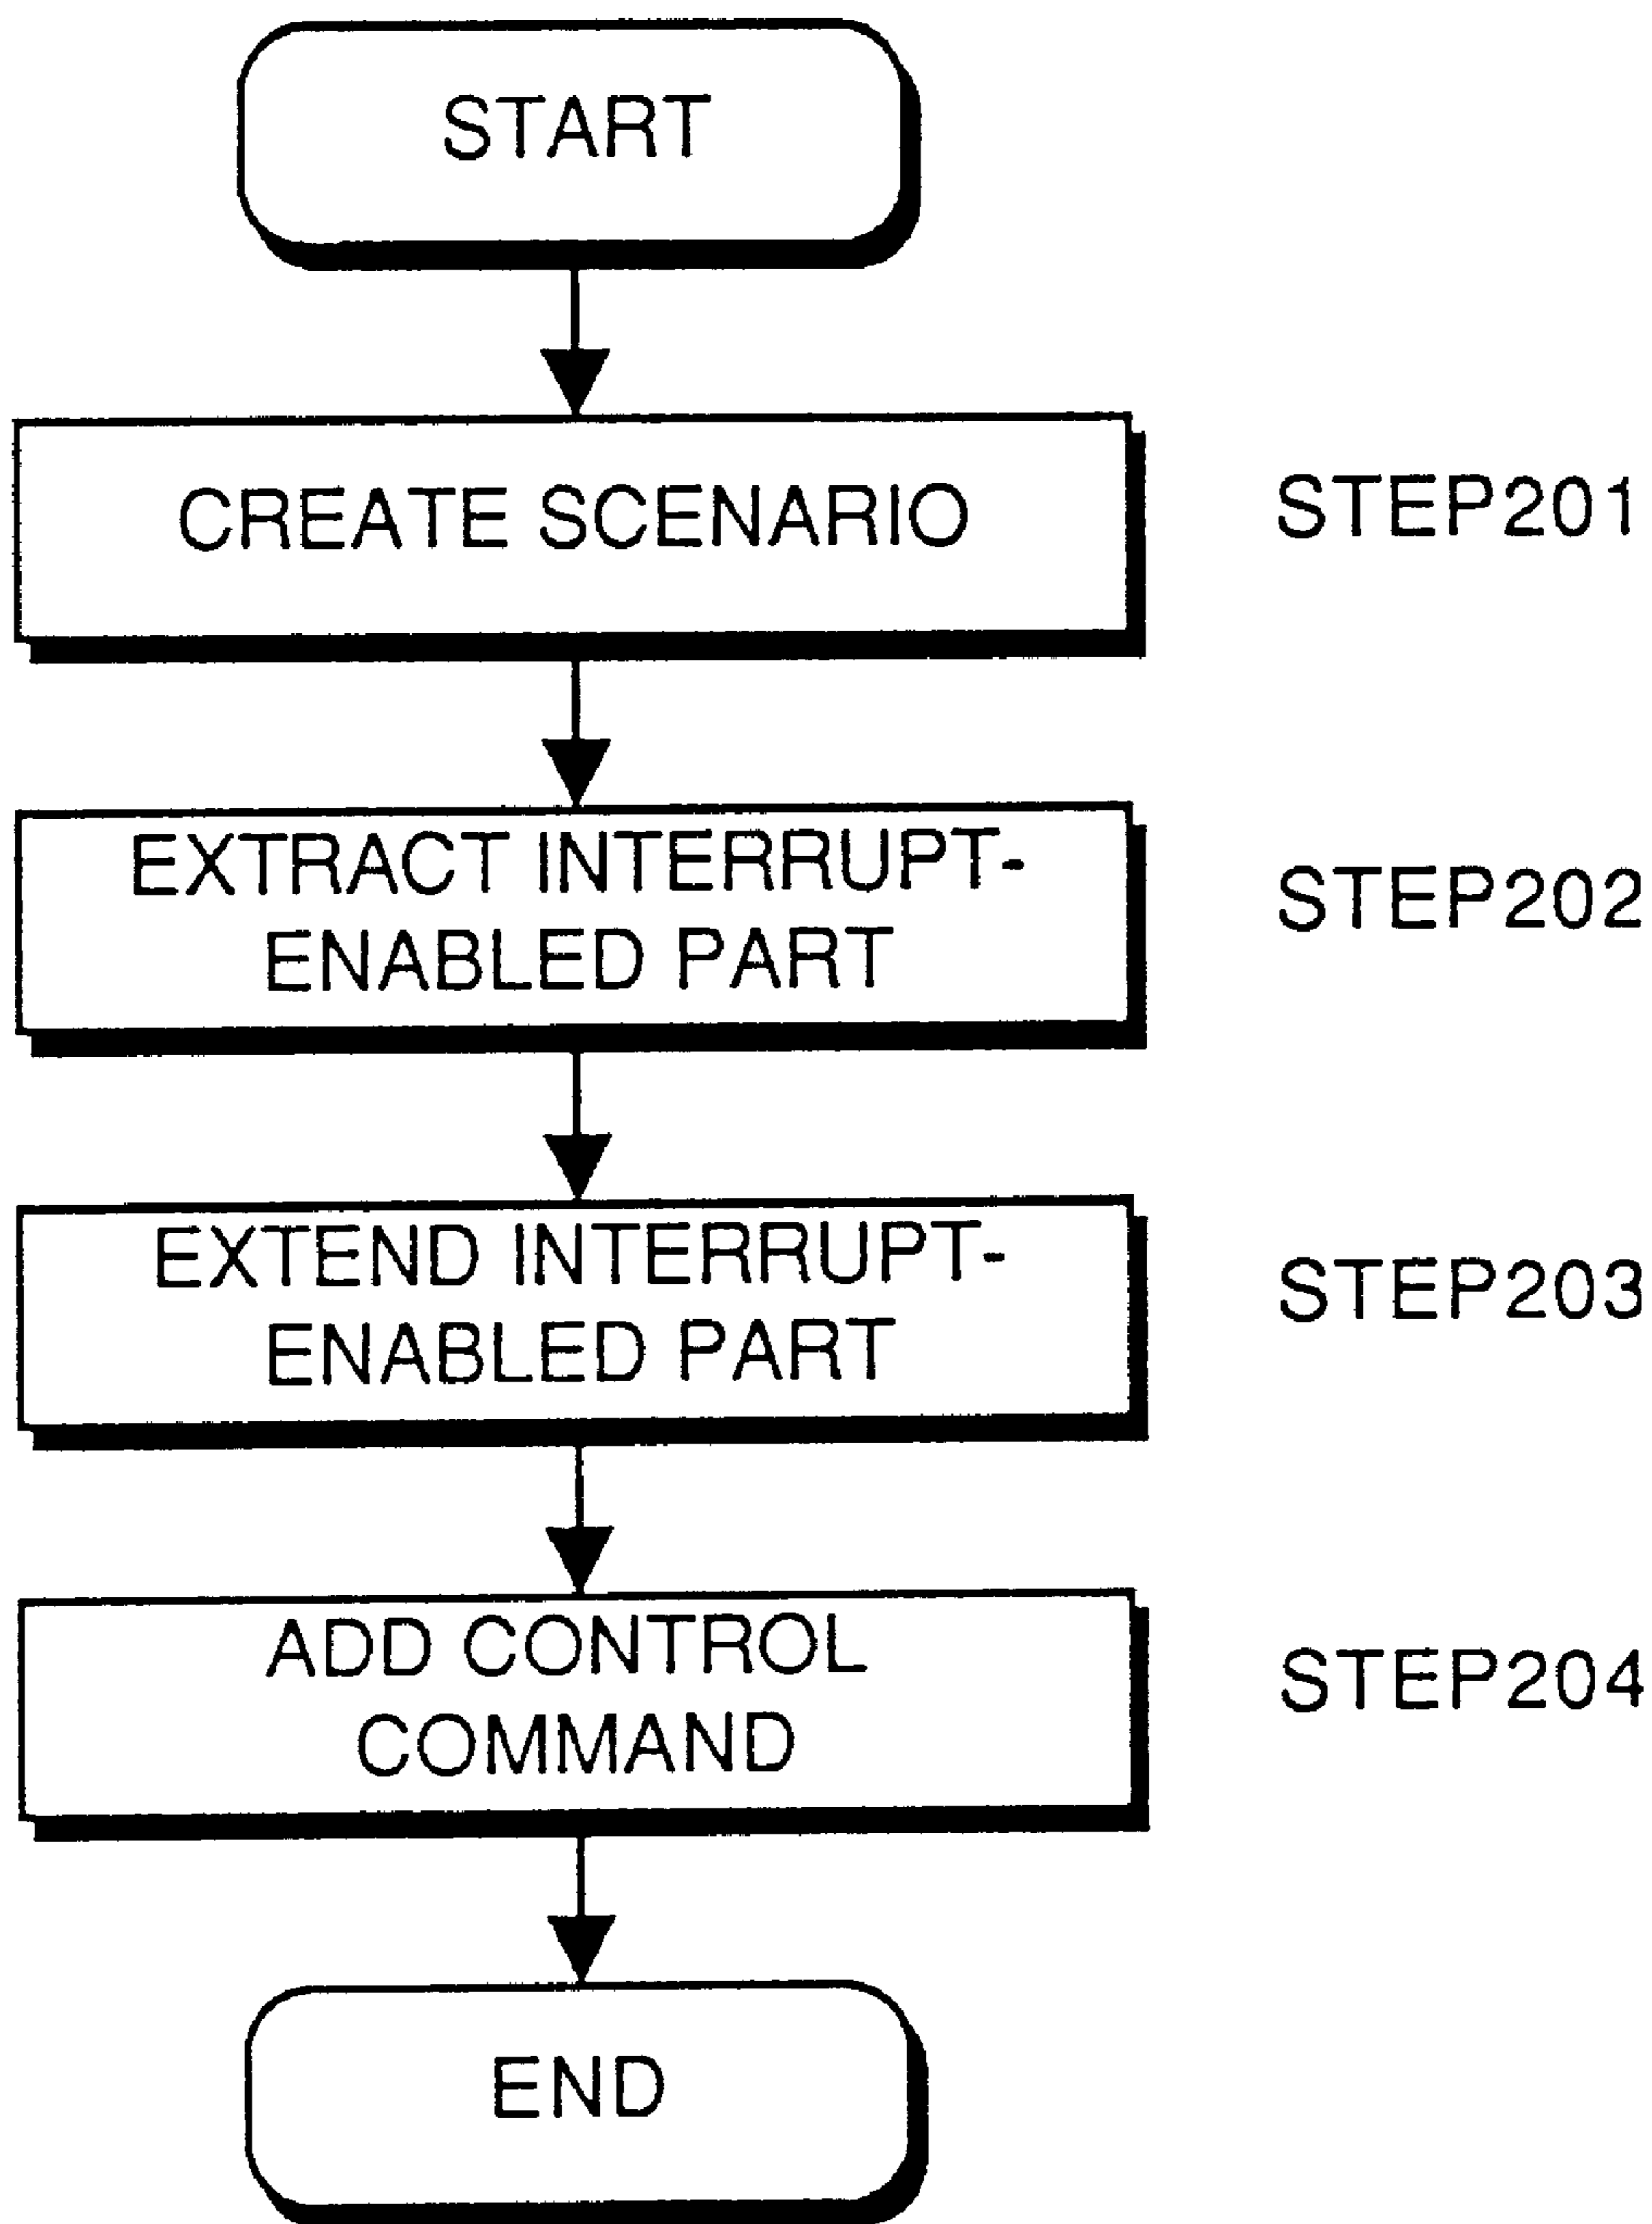 START
CREATE SCENARIO
STEP201
EXTRACT INTERRUPT-
ENABLED PART
STEP202
EXTEND INTERRUPT-
ENABLED PART
STEP203
ADD CONTROL
COMMAND
STEP204
END